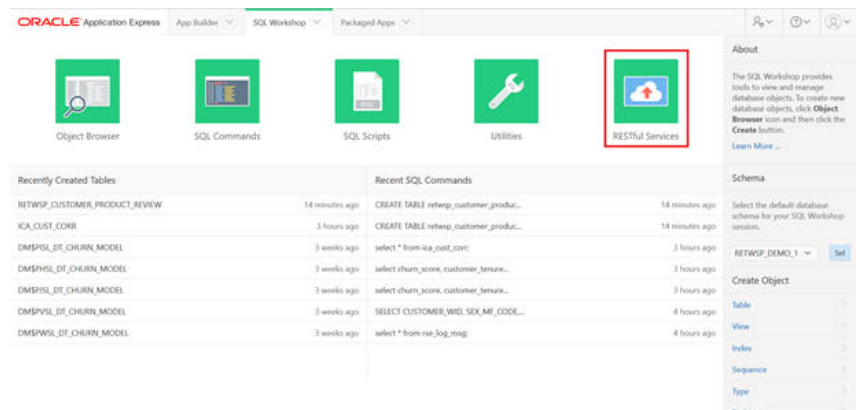 ORACLE Application Express App Builder SQL Workshop Packaged Apps
Object Browser
SQL Commands
SQL
SQL Scripts
Utilities
RESTful Services
Recently Created Tables
RETWSP_CUSTOMER_PRODUCT_REVIEW 14 minutes ago
ICA_CUST_CORR 3 hours ago
DM$PISL_DT_CHURN_MODEL 3 weeks ago
DM$PHSL_DT_CHURN_MODEL 3 weeks ago
DM$PJSL_DT_CHURN_MODEL 3 weeks ago
DM$PVSL_DT_CHURN_MODEL 3 weeks ago
DM$PWSL_DT_CHURN_MODEL 3 weeks ago
Recent SQL Commands
CREATE TABLE retwsp_customer_produc... 14 minutes ago
CREATE TABLE retwsp_customer_produc... 14 minutes ago
select * from ica_cust_corr; 3 hours ago
select churn_score, customer_tenure... 3 hours ago
select churn_score, customer_tenure... 3 hours ago
SELECT CUSTOMER_WID, SEX_MF_CODE,... 4 hours ago
select * from rse_log_msg; 4 hours ago
About
The SQL Workshop provides
tools to view and manage
database objects. To create new
database objects, click Object
Browser icon and then click the
Create button.
Learn More ...
Schema
Select the default database
schema for your SQL Workshop
session.
RETWSP_DEMO_1 Set
Create Object
Table
View
Index
Sequence
Type